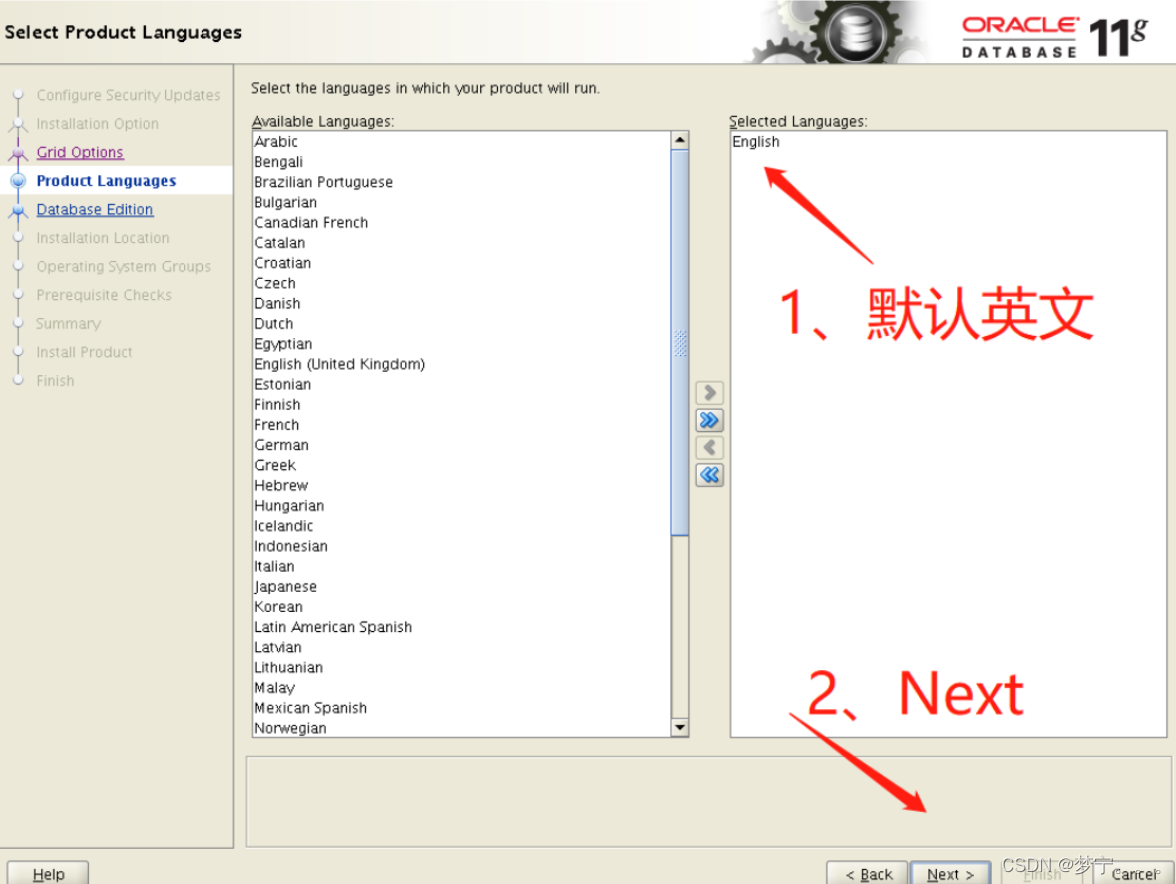 Select Product Languages
ORACLE
DATABASE 11g
Configure Security Updates
Installation Option
Grid Options
Product Languages
Database Edition
Installation Location
Operating System Groups
Prerequisite Checks
Summary
Install Product
Finish
Select the languages in which your product will run.
Available Languages:
Arabic
Bengali
Brazilian Portuguese
Bulgarian
Canadian French
Catalan
Croatian
Czech
Danish
Dutch
Egyptian
English (United Kingdom)
Estonian
Finnish
French
German
Greek
Hebrew
Hungarian
Icelandic
Indonesian
Italian
Japanese
Korean
Latin American Spanish
Latvian
Lithuanian
Malay
Mexican Spanish
Norwegian
Selected Languages:
English
1、默认英文
2、Next
Help
< Back
Next >
Finish
Cancel
CSDN @梦宁。。。